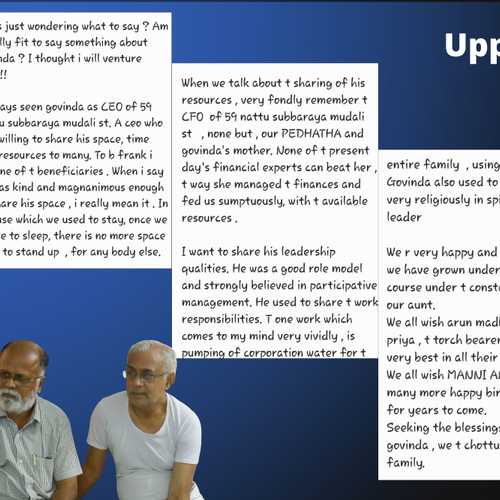 Upp
s just wondering what to say ? Am
lly fit to say something about
nda ? I thought i will venture
!!
ays seen govinda as CEO of 59
u subbaraya mudali st. A ceo who
willing to share his space, time
resources to many. To b frank i
ne of t beneficiaries . When i say
as kind and magnanimous enough
are his space , i really mean it . In
use which we used to stay, once we
e to sleep, there is no more space
to stand up , for any body else.
When we talk about t sharing of his
resources , very fondly remember t
CFO of 59 nattu subbaraya mudali
st , none but , our PEDHATHA and
govinda's mother. None of t present
day's financial experts can beat her ,
t way she managed t finances and
fed us sumptuously, with t available
resources .
I want to share his leadership
qualities. He was a good role model
and strongly believed in participative
management. He used to share t work
responsibilities. T one work which
comes to my mind very vividly , is
pumping of corporation water for t
entire family , using
Govinda also used to
very religiously in spi
leader
We r very happy and
we have grown under
course under t consta
our aunt.
We all wish arun madh
priya , t torch bearer
very best in all their
We all wish MANNI A
many more happy bir
for years to come.
Seeking the blessings
govinda , we t chottu
family.